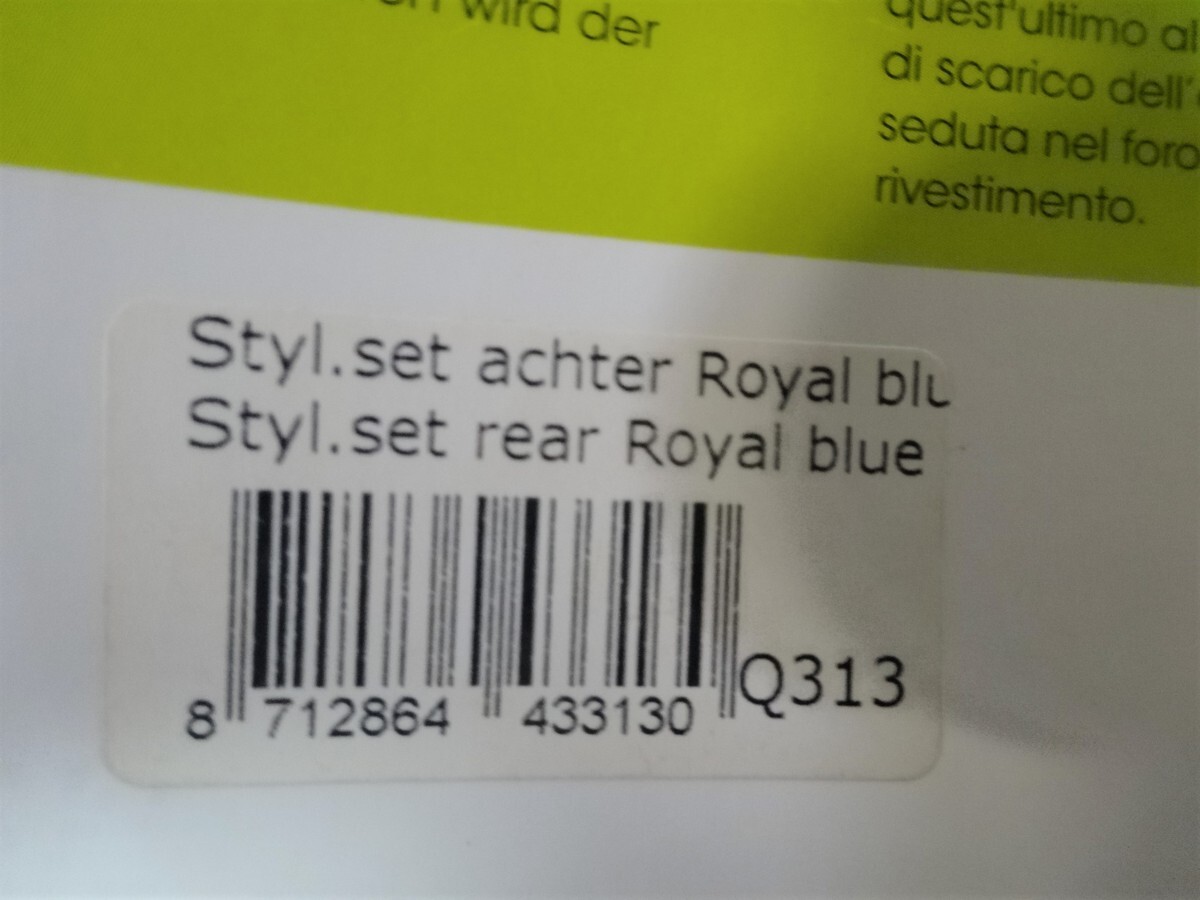 wird der
quest'ultimo al
di scarico dell'
seduta nel foro
rivestimento.
Styl.set achter Royal blu
Styl.set rear Royal blue
8 712864 433130 Q313